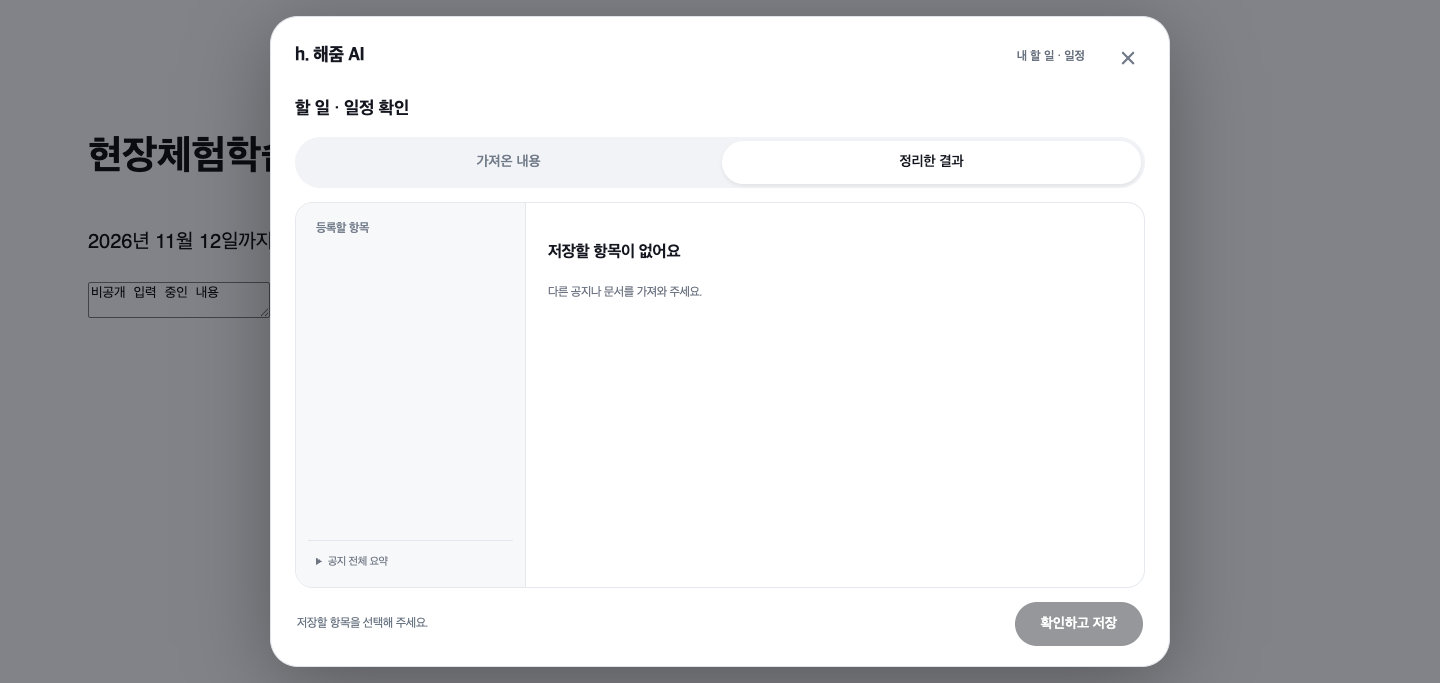 h. 해줌 AI
내 할 일 · 일정
할 일 · 일정 확인
가져온 내용
정리한 결과
현장체험학
2026년 11월 12일까지
비공개 입력 중인 내용
등록할 항목
저장할 항목이 없어요
다른 공지나 문서를 가져와 주세요.
▶ 공지 전체 요약
저장할 항목을 선택해 주세요.
확인하고 저장